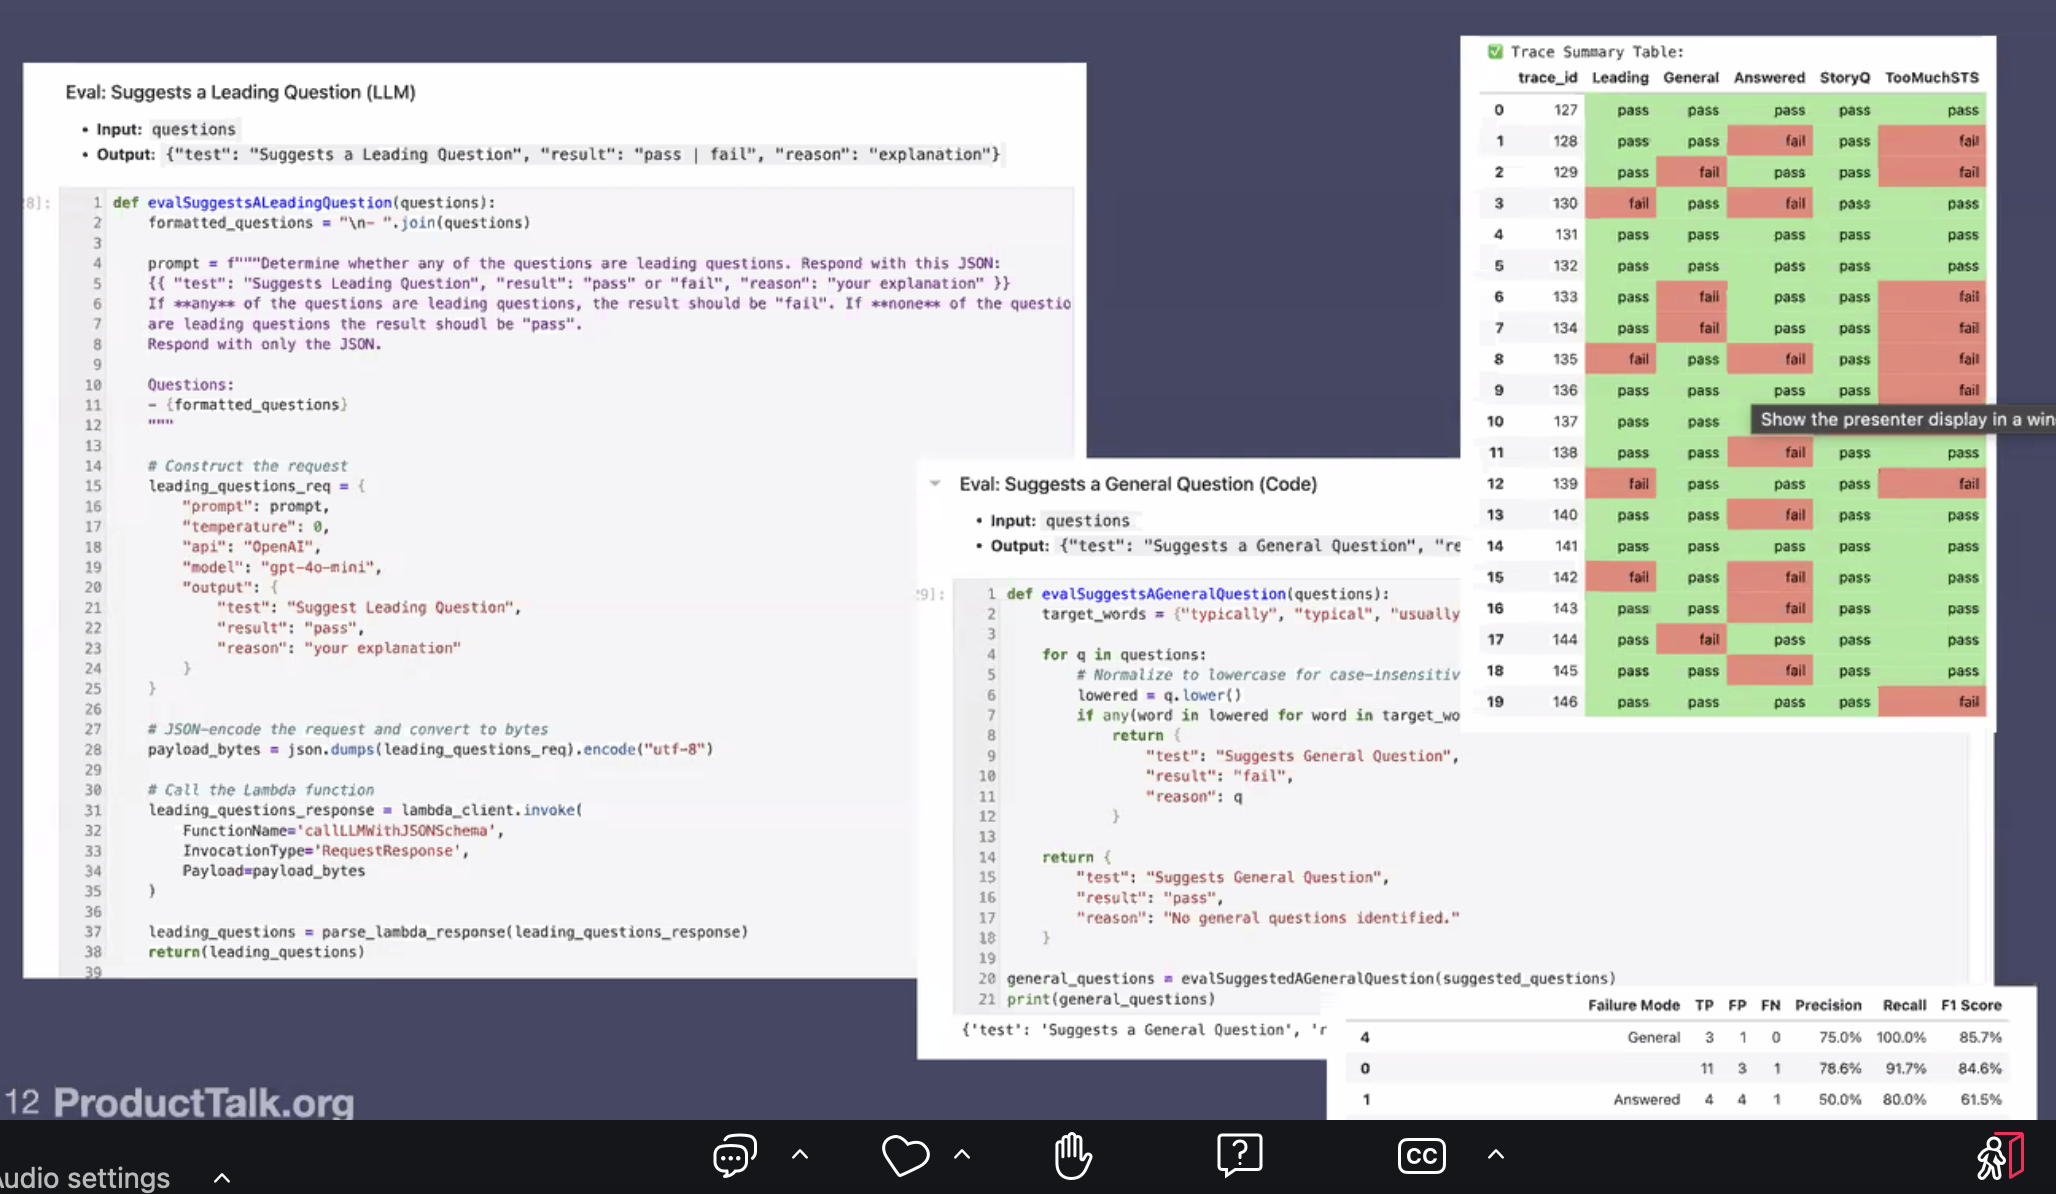 Eval: Suggests a Leading Question (LLM)
• Input: questions
• Output: {"test": "Suggests a Leading Question", "result": "pass | fail", "reason": "explanation"}
8]:
1 def evalSuggestsALeadingQuestion(questions):
2 formatted_questions = "\n- ".join(questions)
3
4 prompt = f"""Determine whether any of the questions are leading questions. Respond with this JSON:
5 {{ "test": "Suggests Leading Question", "result": "pass" or "fail", "reason": "your explanation" }}
6 If **any** of the questions are leading questions, the result should be "fail". If **none** of the questio
7 are leading questions the result shoudl be "pass".
8 Respond with only the JSON.
9
10 Questions:
11 - {formatted_questions}
12 """
13
14 # Construct the request
15 leading_questions_req = {
16 "prompt": prompt,
17 "temperature": 0,
18 "api": "OpenAI",
19 "model": "gpt-4o-mini",
20 "output": {
21 "test": "Suggest Leading Question",
22 "result": "pass",
23 "reason": "your explanation"
24 }
25 }
26
27 # JSON-encode the request and convert to bytes
28 payload_bytes = json.dumps(leading_questions_req).encode("utf-8")
29
30 # Call the Lambda function
31 leading_questions_response = lambda_client.invoke(
32 FunctionName='callLLMWithJSONSchema',
33 InvocationType='RequestResponse',
34 Payload=payload_bytes
35 )
36
37 leading_questions = parse_lambda_response(leading_questions_response)
38 return(leading_questions)
39
Eval: Suggests a General Question (Code)
• Input: questions
• Output: {"test": "Suggests a General Question", "re
29]:
1 def evalSuggestsAGeneralQuestion(questions):
2 target_words = {"typically", "typical", "usually
3
4 for q in questions:
5 # Normalize to lowercase for case-insensitiv
6 lowered = q.lower()
7 if any(word in lowered for word in target_wo
8 return {
9 "test": "Suggests General Question",
10 "result": "fail",
11 "reason": q
12 }
13
14 return {
15 "test": "Suggests General Question",
16 "result": "pass",
17 "reason": "No general questions identified."
18 }
19
20 general_questions = evalSuggestedAGeneralQuestion(suggested_questions)
21 print(general_questions)
{'test': 'Suggests a General Question', 'r
✅ Trace Summary Table:
trace_id Leading General Answered StoryQ TooMuchSTS
0 127 pass pass pass pass pass
1 128 pass pass fail pass fail
2 129 pass fail pass pass fail
3 130 fail pass fail pass pass
4 131 pass pass pass pass pass
5 132 pass pass pass pass pass
6 133 pass fail pass pass fail
7 134 pass fail pass pass fail
8 135 fail pass fail pass fail
9 136 pass pass pass pass fail
10 137 pass pass
Show the presenter display in a win
11 138 pass pass fail pass pass
12 139 fail pass pass pass fail
13 140 pass pass fail pass pass
14 141 pass pass pass pass pass
15 142 fail pass fail pass pass
16 143 pass pass fail pass pass
17 144 pass fail pass pass pass
18 145 pass pass fail pass pass
19 146 pass pass pass pass fail
Failure Mode TP FP FN Precision Recall F1 Score
4 General 3 1 0 75.0% 100.0% 85.7%
0 11 3 1 78.6% 91.7% 84.6%
1 Answered 4 4 1 50.0% 80.0% 61.5%
12 ProductTalk.org
CC
Audio settings